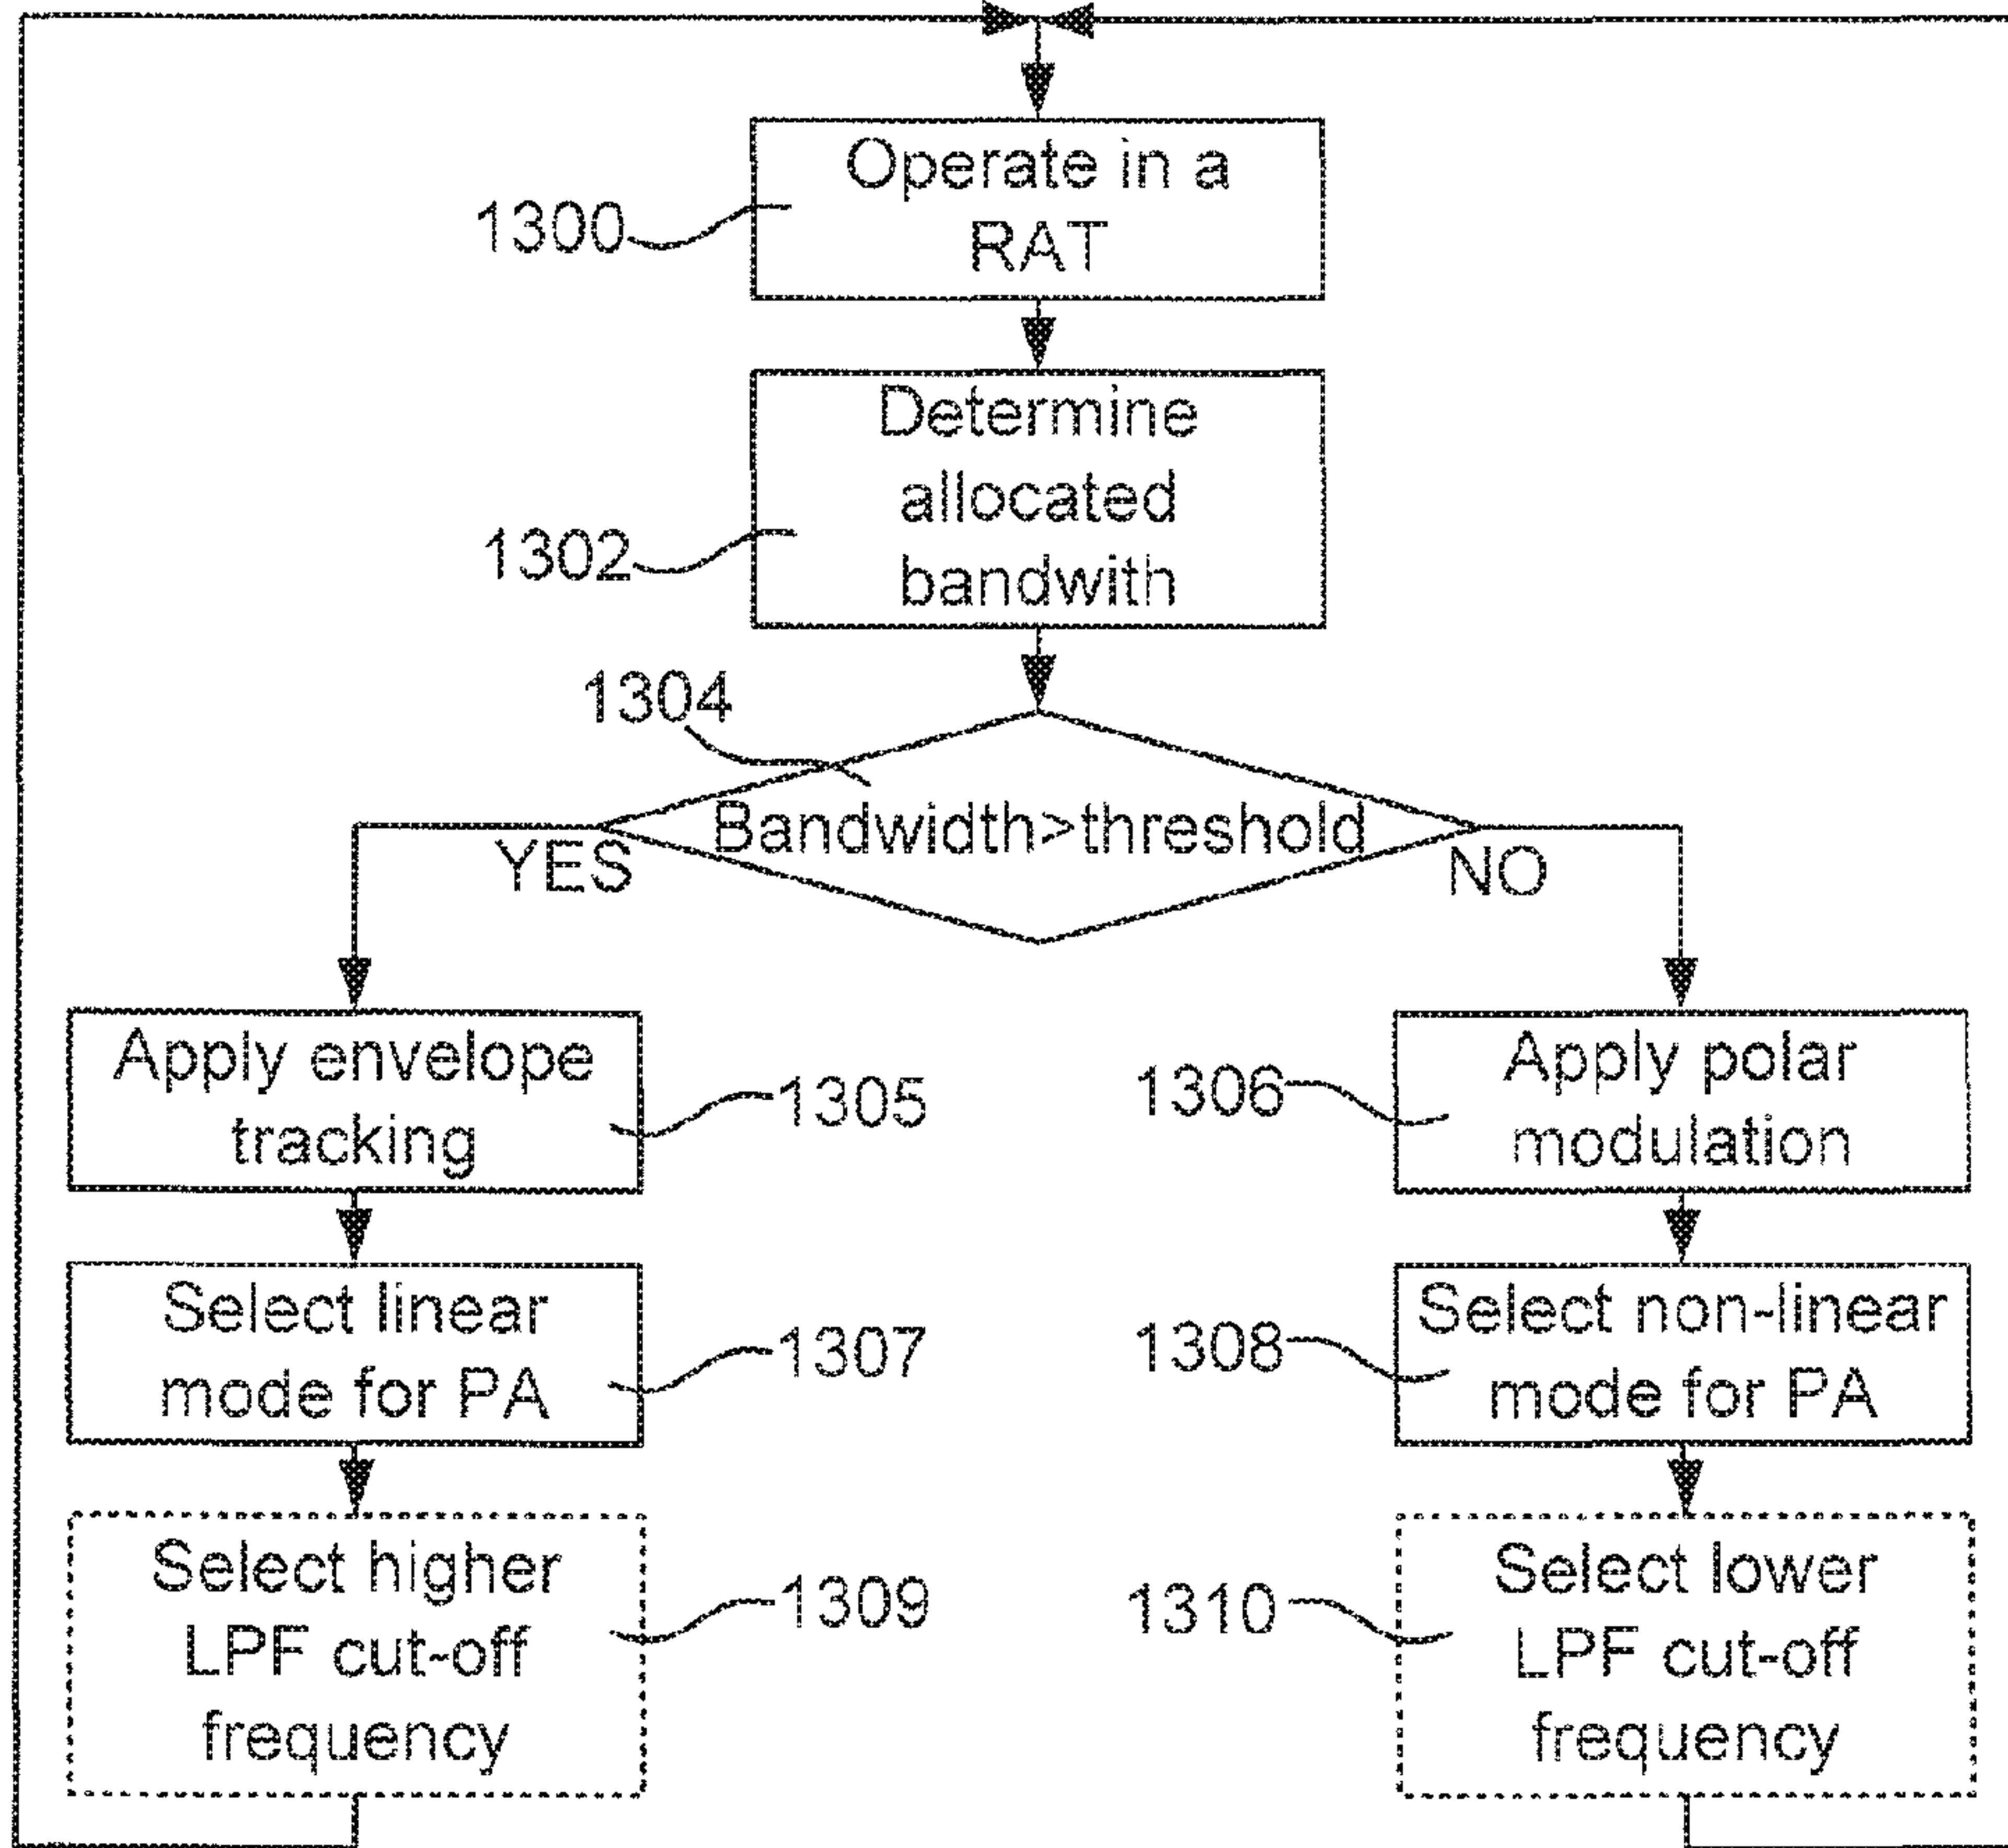 Operate in a
RAT
1300
Determine
allocated
bandwith
1302
1304
Bandwidth>threshold
YES
NO
Apply envelope
tracking
1305
1306
Apply polar
modulation
Select linear
mode for PA
1307
1308
Select non-linear
mode for PA
Select higher
LPF cut-off
frequency
1309
1310
Select lower
LPF cut-off
frequency